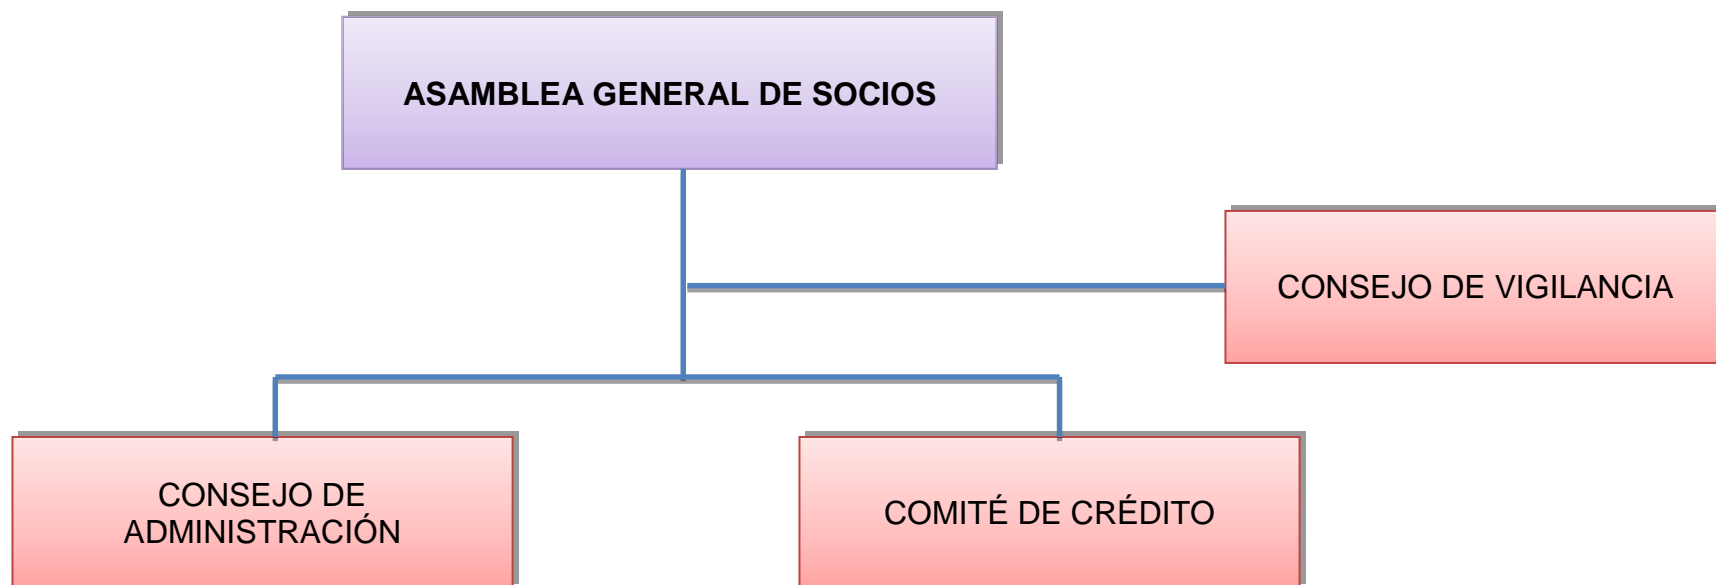 ASAMBLEA GENERAL DE SOCIOS
CONSEJO DE VIGILANCIA
CONSEJO DE
ADMINISTRACIÓN
COMITÉ DE CRÉDITO